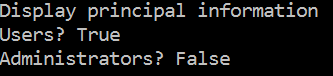 Display principal information
Users? True
Administrators? False